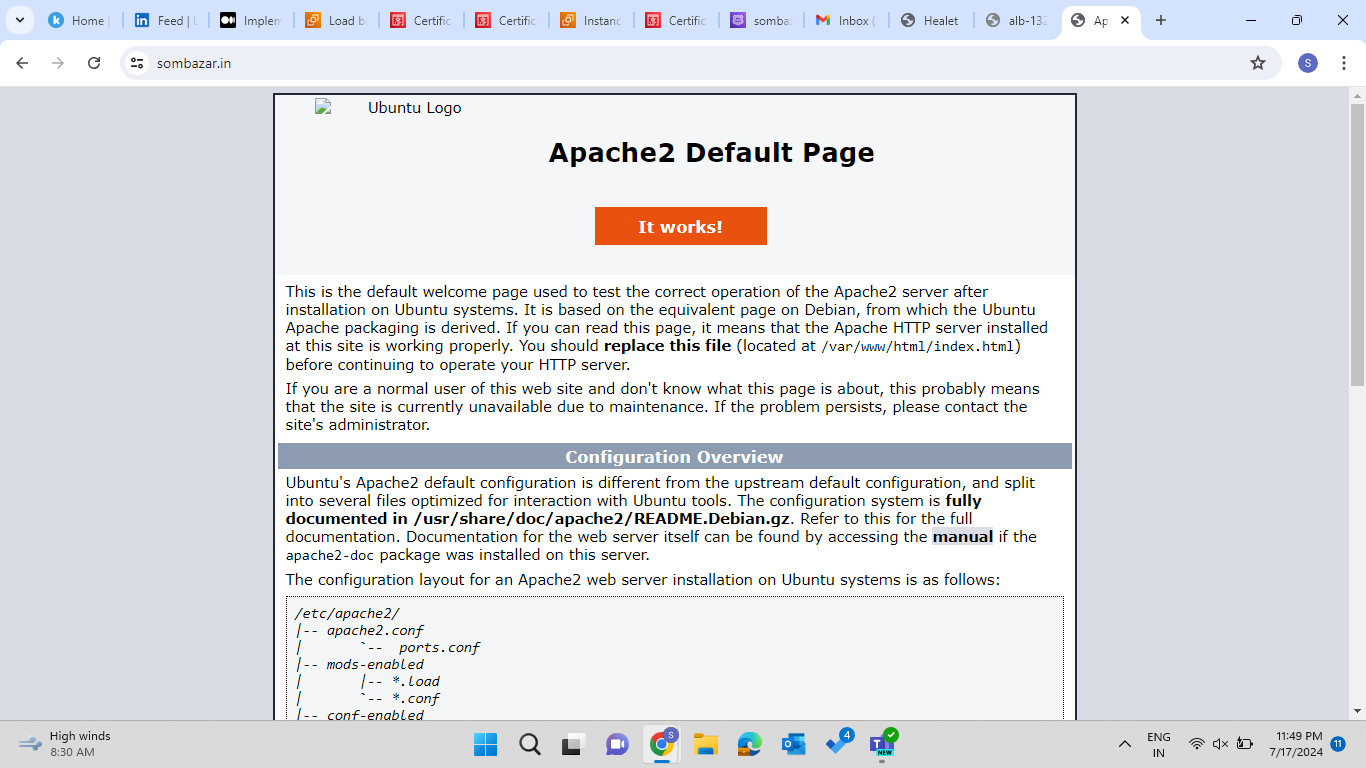 Home
Feed | L
Implem
Load b
Certific
Certific
Instanc
Certific
somba
Inbox (
Healet
alb-132
Ap
sombazar.in
S
Ubuntu Logo
Apache2 Default Page
It works!
This is the default welcome page used to test the correct operation of the Apache2 server after
installation on Ubuntu systems. It is based on the equivalent page on Debian, from which the Ubuntu
Apache packaging is derived. If you can read this page, it means that the Apache HTTP server installed
at this site is working properly. You should replace this file (located at /var/www/html/index.html)
before continuing to operate your HTTP server.
If you are a normal user of this web site and don't know what this page is about, this probably means
that the site is currently unavailable due to maintenance. If the problem persists, please contact the
site's administrator.
Configuration Overview
Ubuntu's Apache2 default configuration is different from the upstream default configuration, and split
into several files optimized for interaction with Ubuntu tools. The configuration system is fully
documented in /usr/share/doc/apache2/README.Debian.gz. Refer to this for the full
documentation. Documentation for the web server itself can be found by accessing the manual if the
apache2-doc package was installed on this server.
The configuration layout for an Apache2 web server installation on Ubuntu systems is as follows:
/etc/apache2/
|-- apache2.conf
|       `--  ports.conf
|-- mods-enabled
|       |-- *.load
|       `-- *.conf
|-- conf-enabled
High winds
8:30 AM
S
4
NEW
ENG
IN
11:49 PM
7/17/2024
11